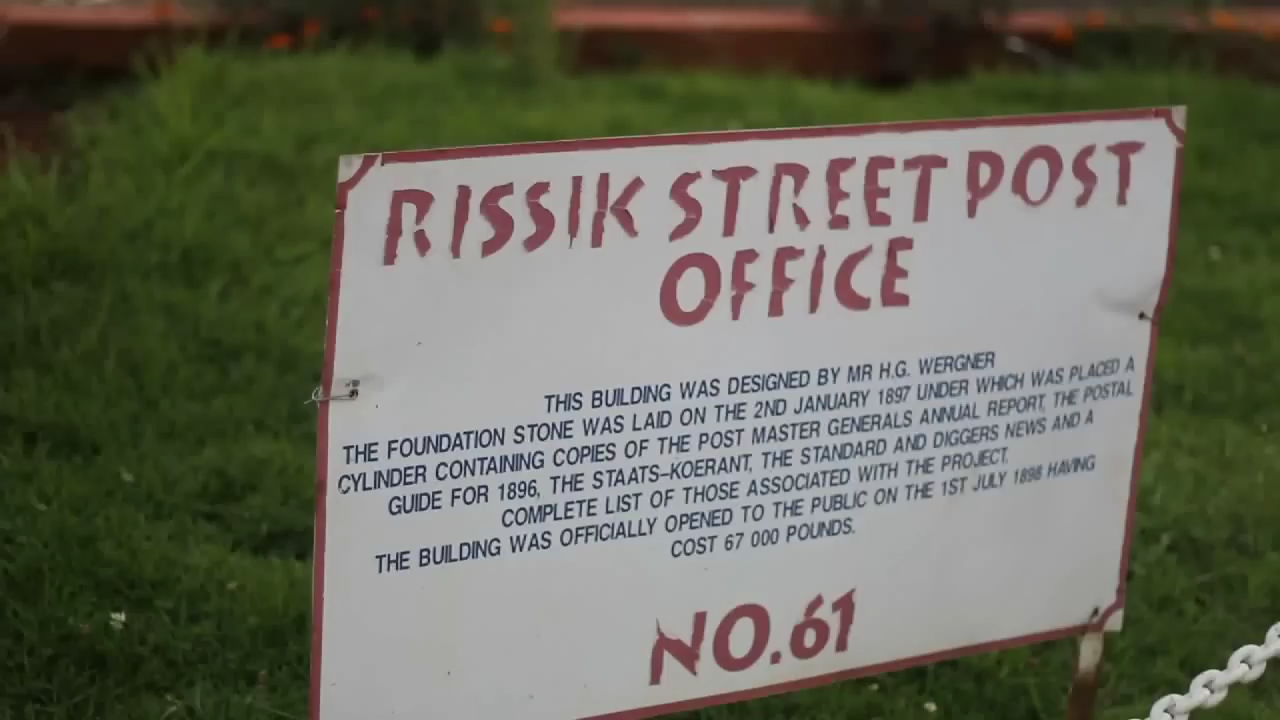 RISSIK STREET POST
OFFICE
THIS BUILDING WAS DESIGNED BY MR H.G. WERGNER
THE FOUNDATION STONE WAS LAID ON THE 2ND JANUARY 1897 UNDER WHICH WAS PLACED A
CYLINDER CONTAINING COPIES OF THE POST MASTER GENERALS ANNUAL REPORT, THE POSTAL
GUIDE FOR 1896, THE STAATS-KOERANT, THE STANDARD AND DIGGERS NEWS AND A
COMPLETE LIST OF THOSE ASSOCIATED WITH THE PROJECT.
THE BUILDING WAS OFFICIALLY OPENED TO THE PUBLIC ON THE 1ST JULY 1898 HAVING
COST 67 000 POUNDS.
NO.61